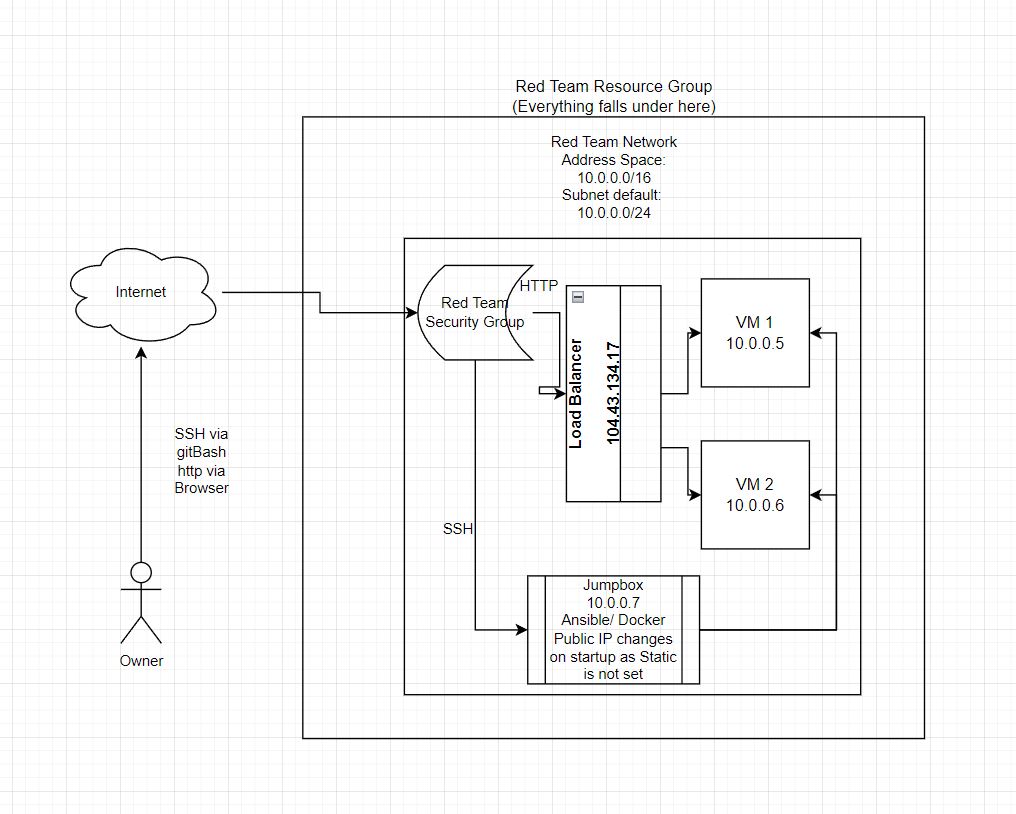 Red Team Resource Group
(Everything falls under here)
Red Team Network
Address Space:
10.0.0.0/16
Subnet default:
10.0.0.0/24
Internet
Red Team
Security Group
HTTP
Load Balancer
104.43.134.17
VM 1
10.0.0.5
VM 2
10.0.0.6
SSH via
gitBash
http via
Browser
SSH
Jumpbox
10.0.0.7
Ansible/ Docker
Public IP changes
on startup as Static
is not set
Owner